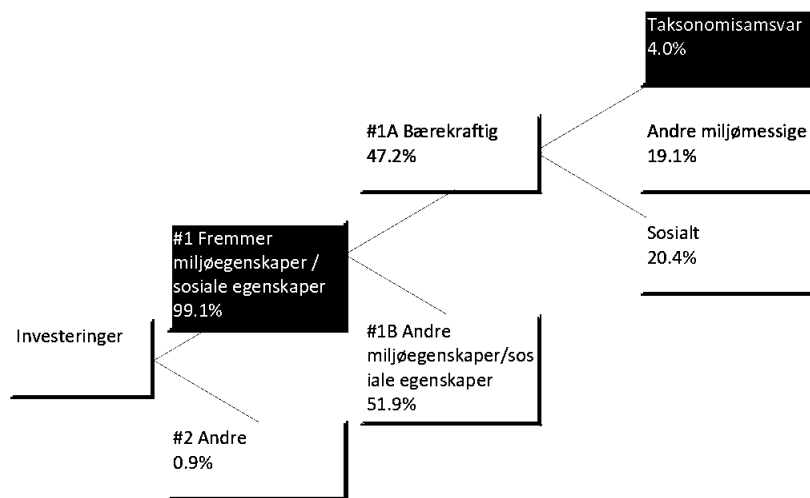 Taksonomisamsvar
4.0%
#1A Bærekraftig
47.2%
Andre miljømessige
19.1%
#1 Fremmer
miljøegenskaper /
sosiale egenskaper
99.1%
Sosialt
20.4%
Investeringer
#1B Andre
miljøegenskaper/sos
iale egenskaper
51.9%
#2 Andre
0.9%